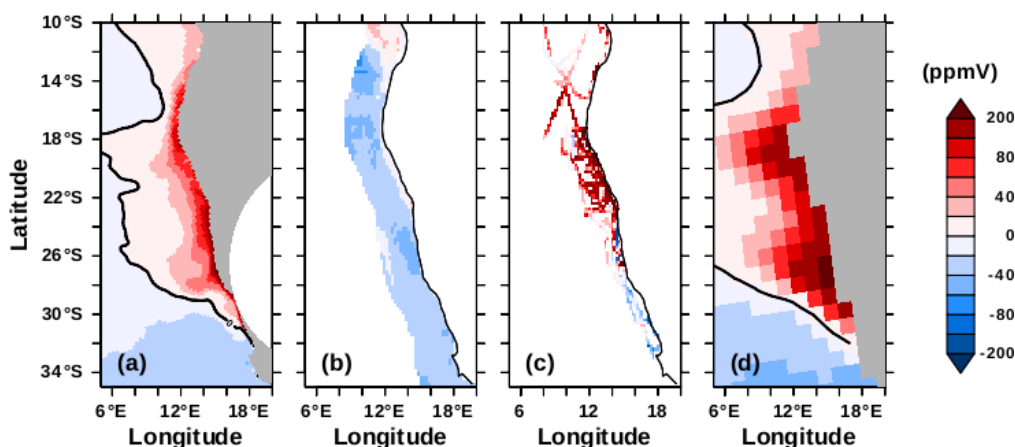 10°S
14°S
18°S
22°S
26°S
30°S
34°S
Latitude
(a)
(b)
(c)
(d)
6°E 12°E 18°E
6°E 12°E 18°E
6 12 18
6°E 12°E 18°E
Longitude Longitude Longitude Longitude
(ppmV)
200
80
40
0
-40
-80
-200